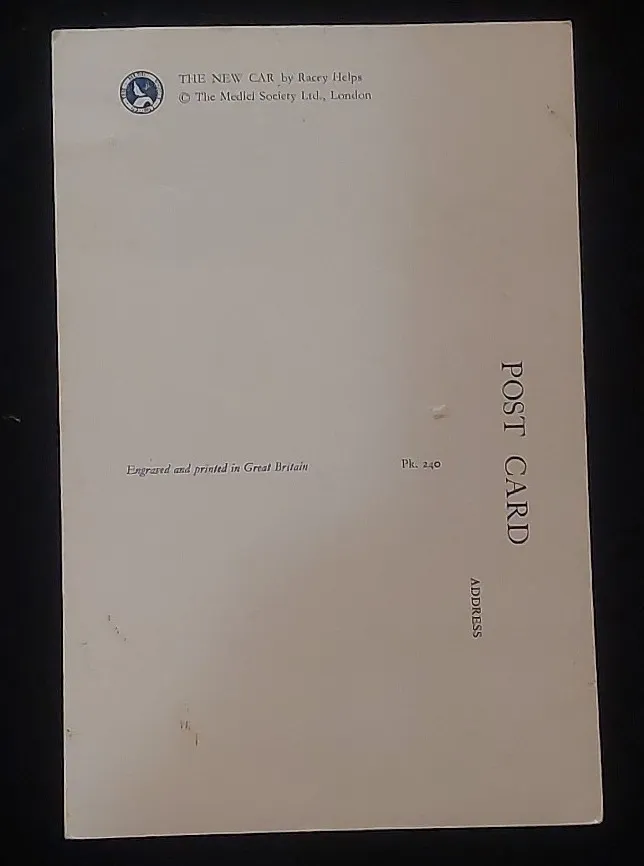 THE NEW CAR by Racey Helps
© The Medici Society Ltd., London
Engraved and printed in Great Britain
Pk. 240
POST CARD
ADDRESS